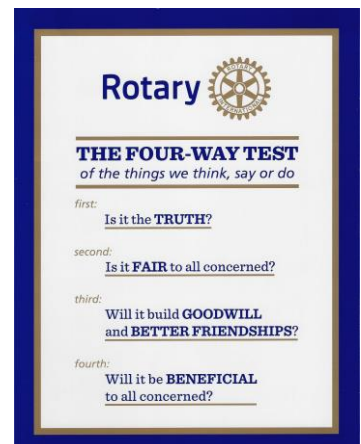 Rotary
ROTARY
INTERNATIONAL
THE FOUR-WAY TEST
of the things we think, say or do
first:
Is it the TRUTH?
second:
Is it FAIR to all concerned?
third:
Will it build GOODWILL
and BETTER FRIENDSHIPS?
fourth:
Will it be BENEFICIAL
to all concerned?